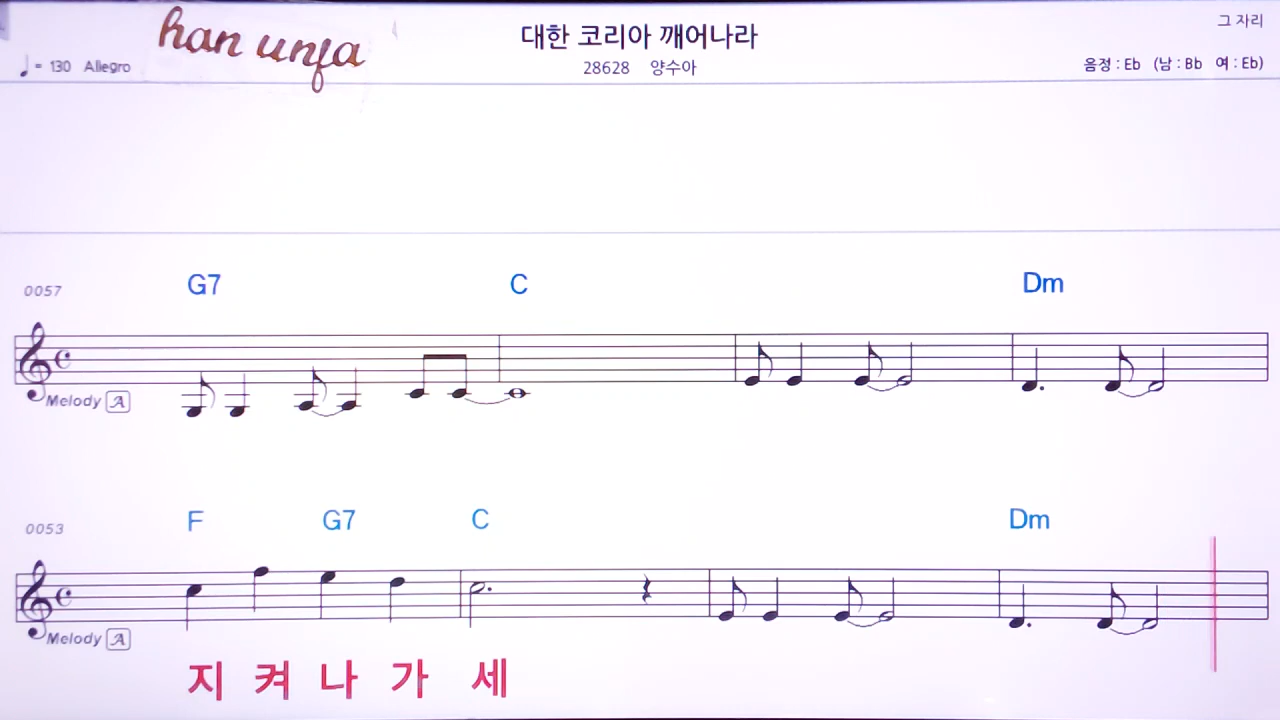 han unfa
대한 코리아 깨어나라
그 자리
♩ = 130 Allegro
28628 양수아
음정 : Eb (남 : Bb 여 : Eb)
0057
G7 C Dm
Melody A
0053
F G7 C Dm
Melody A
지 켜 나 가 세